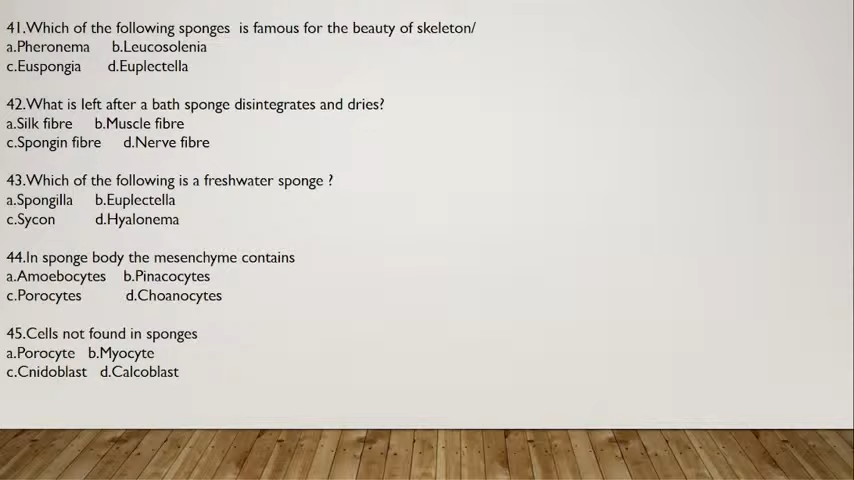 41.Which of the following sponges  is famous for the beauty of skeleton/
a.Pheronema     b.Leucosolenia
c.Euspongia      d.Euplectella
42.What is left after a bath sponge disintegrates and dries?
a.Silk fibre     b.Muscle fibre
c.Spongin fibre     d.Nerve fibre
43.Which of the following is a freshwater sponge ?
a.Spongilla     b.Euplectella
c.Sycon         d.Hyalonema
44.In sponge body the mesenchyme contains
a.Amoebocytes    b.Pinacocytes
c.Porocytes          d.Choanocytes
45.Cells not found in sponges
a.Porocyte   b.Myocyte
c.Cnidoblast   d.Calcoblast